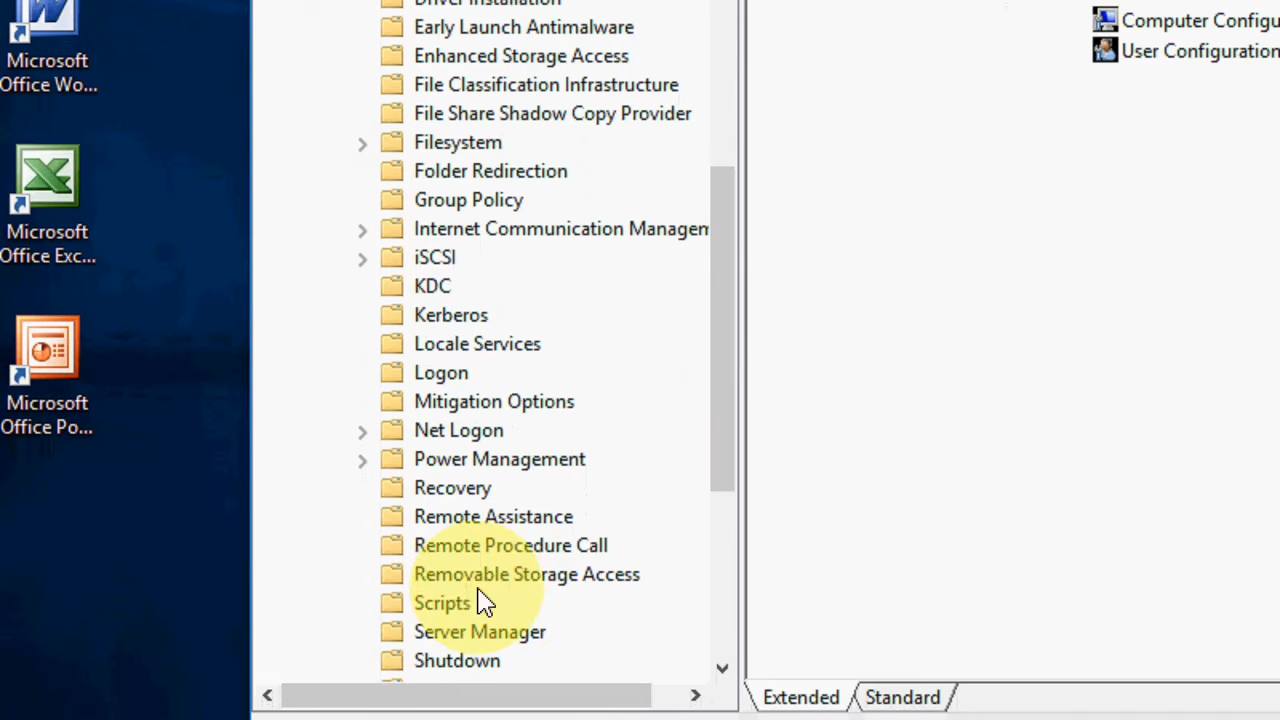 Microsoft
Office Wo...
Microsoft
Office Exc...
Microsoft
Office Po...
Driver Installation
Early Launch Antimalware
Enhanced Storage Access
File Classification Infrastructure
File Share Shadow Copy Provider
Filesystem
Folder Redirection
Group Policy
Internet Communication Managem
iSCSI
KDC
Kerberos
Locale Services
Logon
Mitigation Options
Net Logon
Power Management
Recovery
Remote Assistance
Remote Procedure Call
Removable Storage Access
Scripts
Server Manager
Shutdown
Computer Configu
User Configuration
Extended
Standard